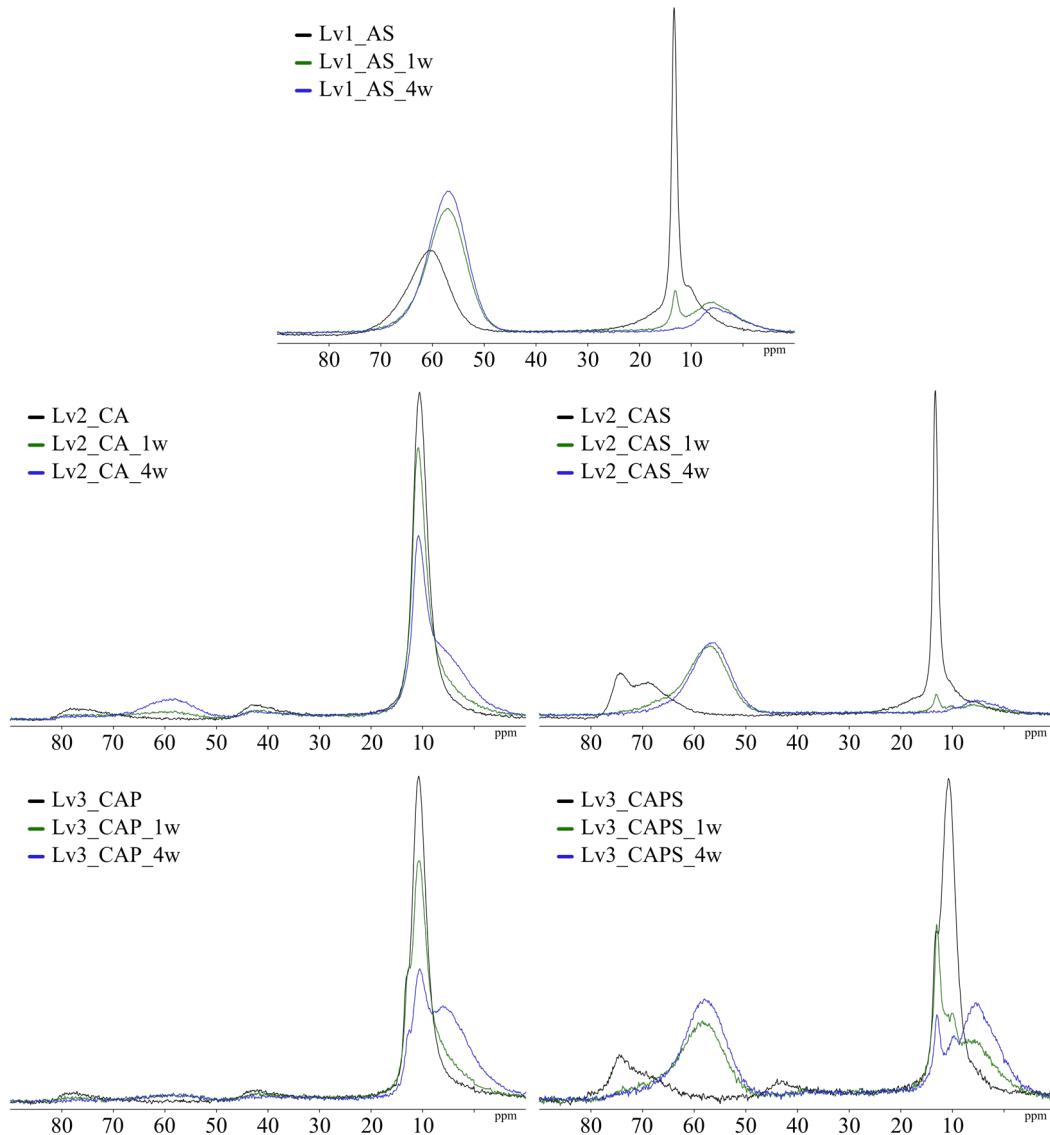 Lv1_AS
Lv1_AS_1w
Lv1_AS_4w
80 70 60 50 40 30 20 10 ppm
Lv2_CA
Lv2_CA_1w
Lv2_CA_4w
80 70 60 50 40 30 20 10 ppm
Lv2_CAS
Lv2_CAS_1w
Lv2_CAS_4w
80 70 60 50 40 30 20 10 ppm
Lv3_CAP
Lv3_CAP_1w
Lv3_CAP_4w
80 70 60 50 40 30 20 10 ppm
Lv3_CAPS
Lv3_CAPS_1w
Lv3_CAPS_4w
80 70 60 50 40 30 20 10 ppm